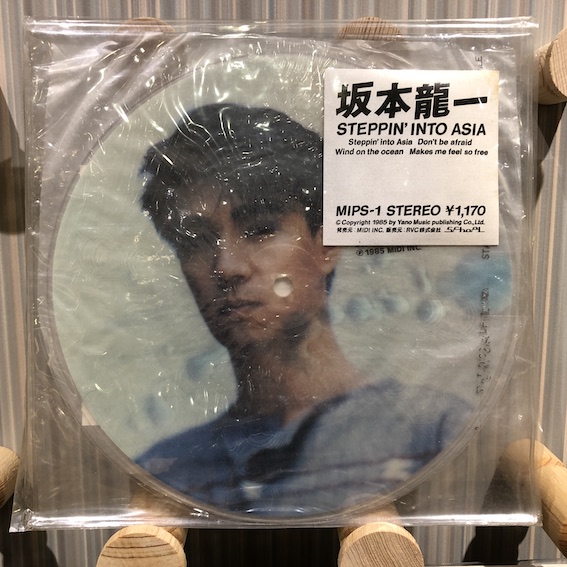 坂本龍一
STEPPIN' INTO ASIA
Steppin' into Asia Don't be afraid
Wind on the ocean Makes me feel so free
MIPS-1 STEREO ¥1,170
© Copyright 1985 by Yano Music publishing Co., Ltd.
発売元 MIDI INC. 販売元: RVC株式会社 School
℗ 1985 MIDI INC.